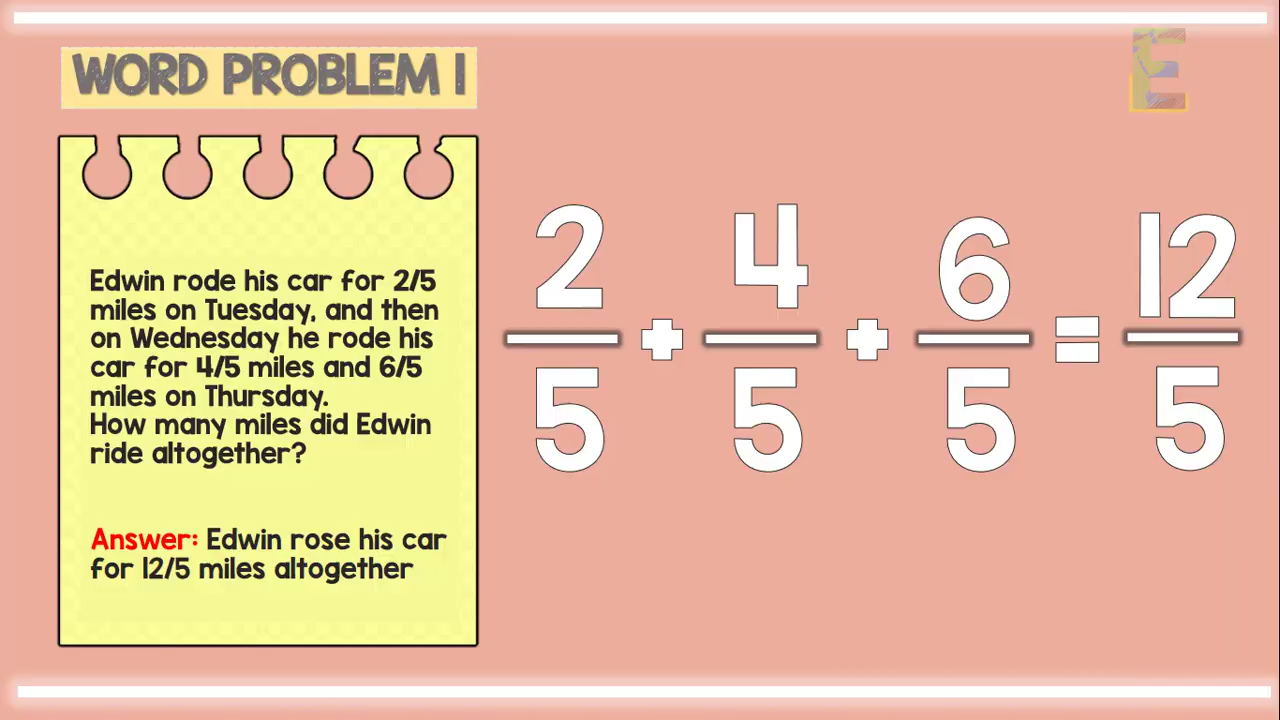 WORD PROBLEM 1
E
Edwin rode his car for 2/5
miles on Tuesday, and then
on Wednesday he rode his
car for 4/5 miles and 6/5
miles on Thursday.
How many miles did Edwin
ride altogether?
Answer: Edwin rose his car
for 12/5 miles altogether
2/5 + 4/5 + 6/5 = 12/5